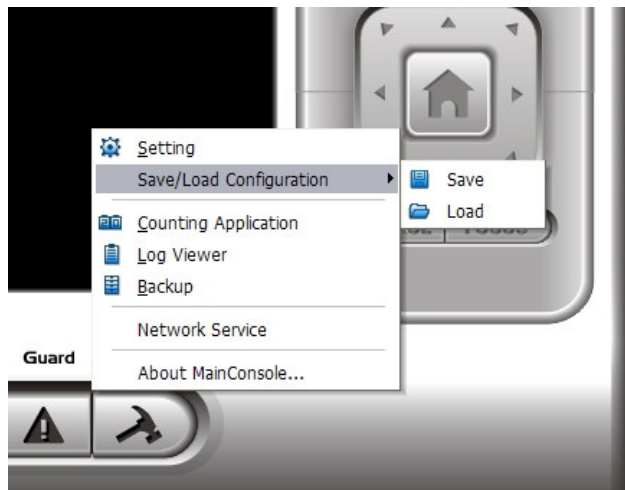 Setting
Save/Load Configuration
Save
Load
Counting Application
Log Viewer
Backup
Network Service
Guard
About MainConsole...